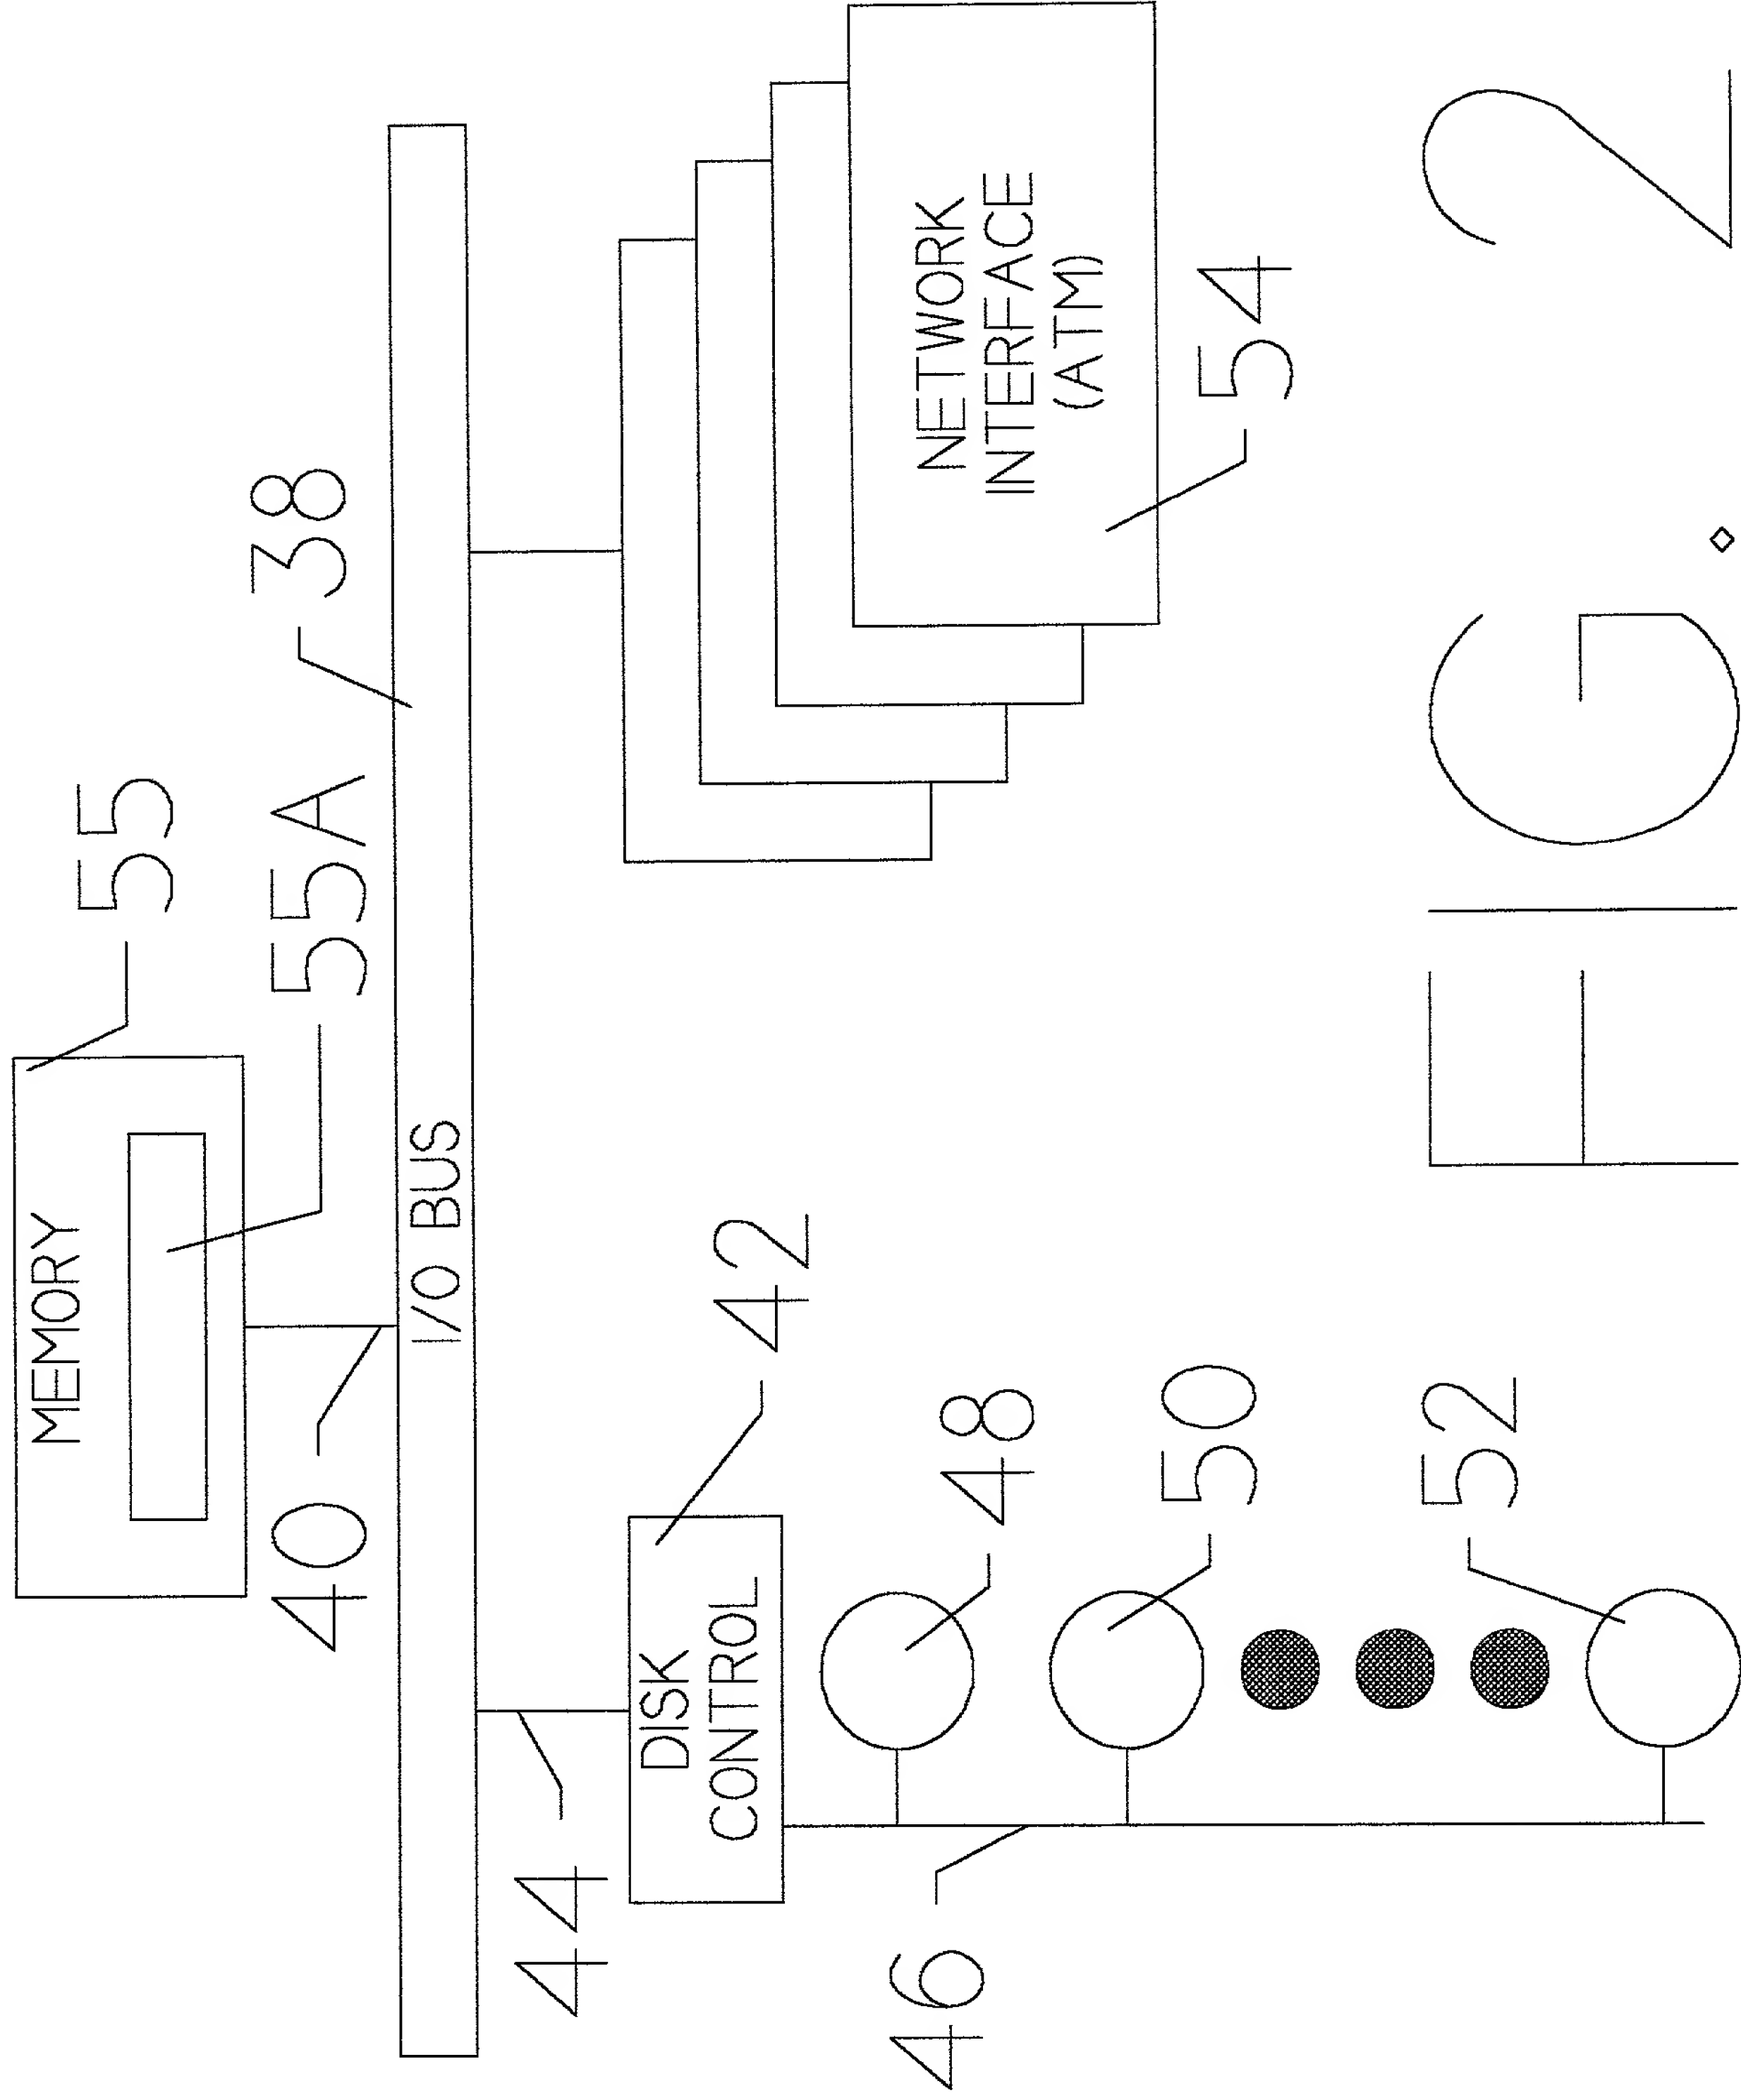 MEMORY
55
55A
40
38
I/O BUS
44
DISK
CONTROL
42
46
48
50
52
NETWORK
INTERFACE
(ATM)
54
FIG. 2